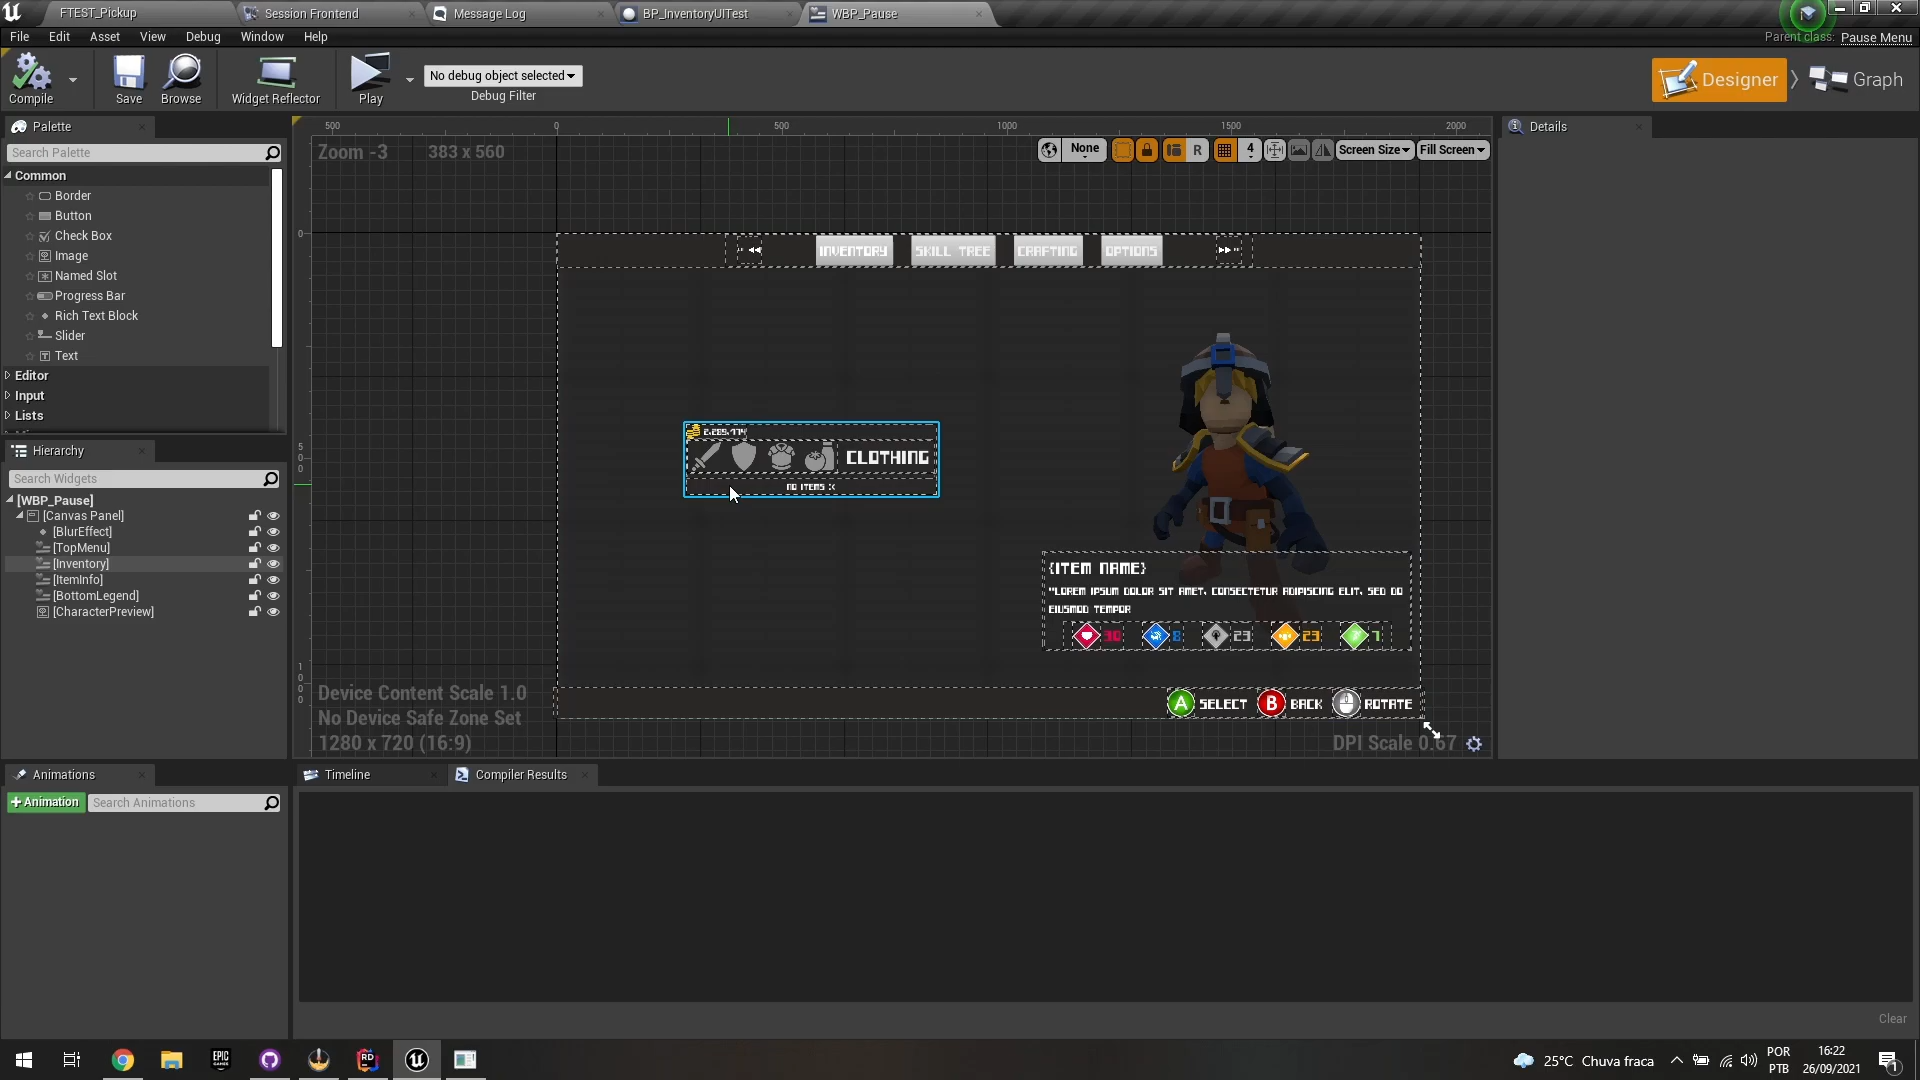 FTEST_Pickup
Session Frontend
Message Log
BP_InventoryUITest
WBP_Pause
File Edit Asset View Debug Window Help
Parent class: Pause Menu
Compile
Save
Browse
Widget Reflector
Play
No debug object selected
Debug Filter
Designer
Graph
Palette
Search Palette
Common
Border
Button
Check Box
Image
Named Slot
Progress Bar
Rich Text Block
Slider
Text
Editor
Input
Lists
Hierarchy
Search Widgets
[WBP_Pause]
[Canvas Panel]
[BlurEffect]
[TopMenu]
[Inventory]
[ItemInfo]
[BottomLegend]
[CharacterPreview]
500 0 500 1000 1500 2000
Zoom -3 383 x 560
None R 4 Screen Size Fill Screen
0
500
1000
INVENTORY SKILL TREE CRAFTING OPTIONS
CLOTHING
NO ITEMS :(
{ITEM NAME}
"LOREM IPSUM DOLOR SIT AMET, CONSECTETUR ADIPISCING ELIT, SED DO
EIUSMOD TEMPOR
30 8 23 23 7
SELECT BACK ROTATE
A B
Device Content Scale 1.0
No Device Safe Zone Set
1280 x 720 (16:9)
DPI Scale 0.67
Details
Animations
+Animation
Search Animations
Timeline
Compiler Results
Clear
EPIC GAMES
RD
25°C Chuva fraca
POR
PTB
16:22
26/09/2021
1